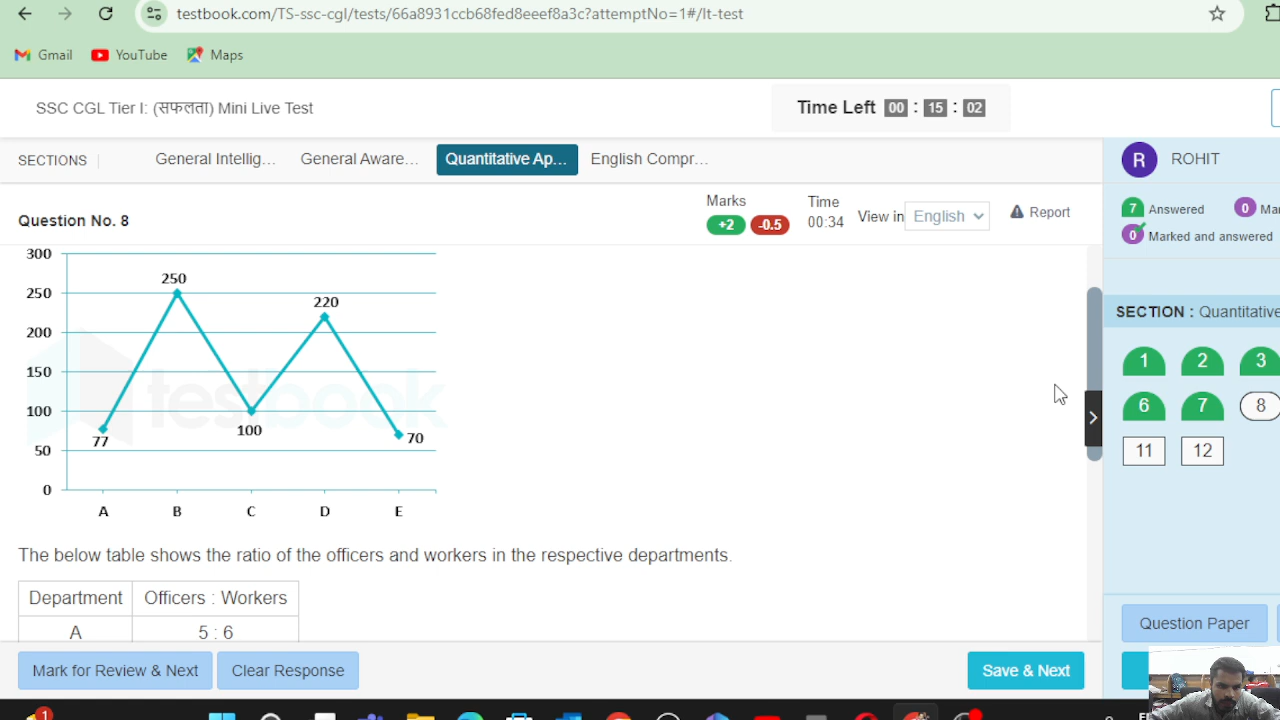 testbook.com/TS-ssc-cgl/tests/66a8931ccb68fed8eeef8a3c?attemptNo=1#/lt-test
Gmail YouTube Maps
SSC CGL Tier I: (सफलता) Mini Live Test
Time Left 00 : 15 : 02
SECTIONS
General Intellig...
General Aware...
Quantitative Ap...
English Compr...
R ROHIT
Question No. 8
Marks
+2 -0.5
Time
00:34
View in English
Report
7 Answered
0
0 Marked and answered
300
250
200
150
100
50
0
250
220
77
100
70
A B C D E
testbook
The below table shows the ratio of the officers and workers in the respective departments.
Department Officers : Workers
A 5 : 6
SECTION : Quantitative
1 2 3
6 7 8
11 12
Question Paper
Mark for Review & Next
Clear Response
Save & Next
1